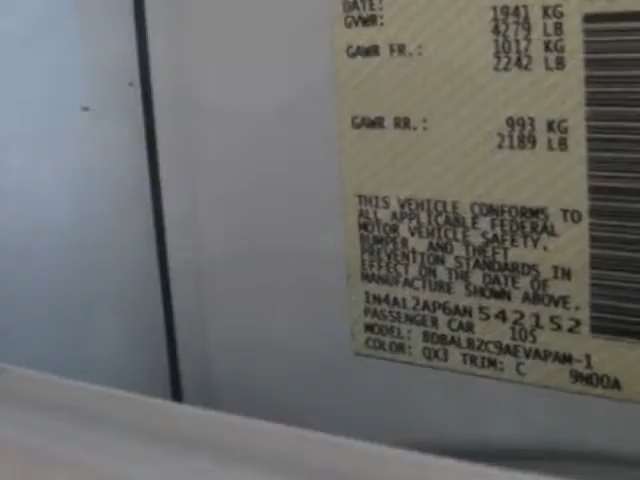 DATE:
GVWR: 1941 KG
4279 LB
GAWR FR.: 1017 KG
2242 LB
GAWR RR.: 993 KG
2189 LB
THIS VEHICLE CONFORMS TO
ALL APPLICABLE FEDERAL
MOTOR VEHICLE SAFETY,
BUMPER, AND THEFT
PREVENTION STANDARDS IN
EFFECT ON THE DATE OF
MANUFACTURE SHOWN ABOVE.
1N4AL2AP6AN542152
PASSENGER CAR 105
MODEL: BDBALBZC9AEVAPAM-1
COLOR: QX3 TRIM: C 9N00A